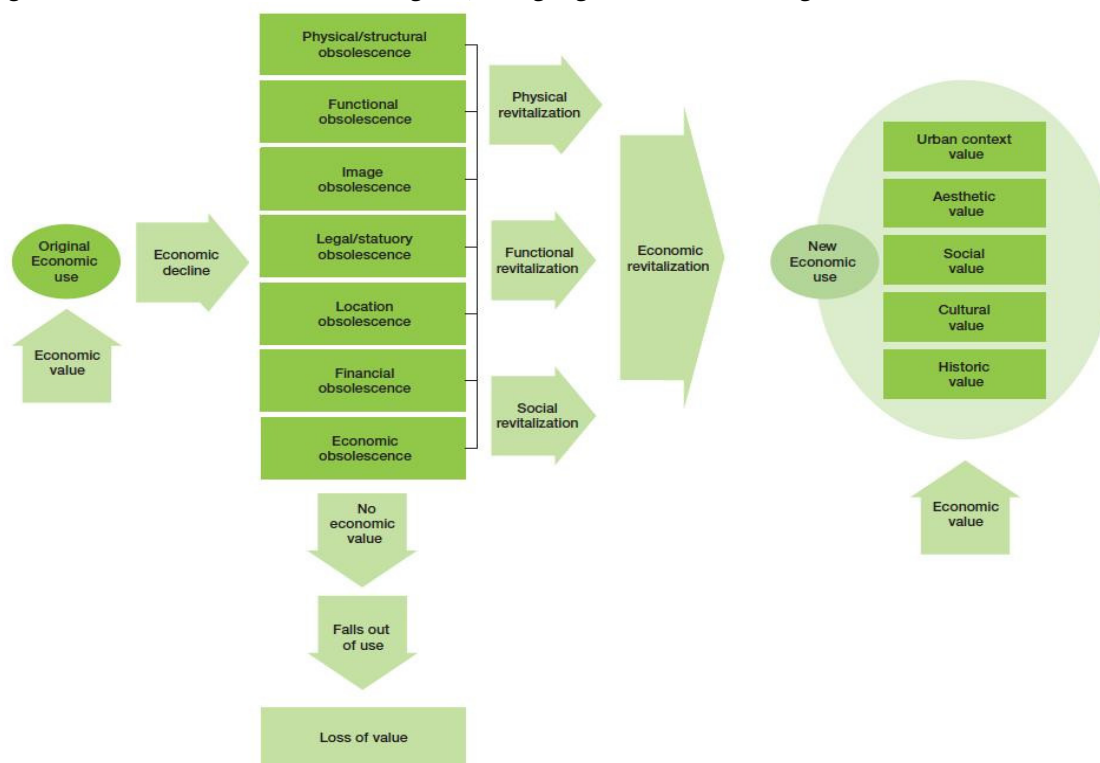 Physical/structural
obsolescence
Functional
obsolescence
Image
obsolescence
Legal/statuory
obsolescence
Location
obsolescence
Financial
obsolescence
Economic
obsolescence
Original
Economic
use
Economic
value
Economic
decline
No
economic
value
Falls out
of use
Loss of value
Physical
revitalization
Functional
revitalization
Social
revitalization
Economic
revitalization
New
Economic
use
Urban context
value
Aesthetic
value
Social
value
Cultural
value
Historic
value
Economic
value